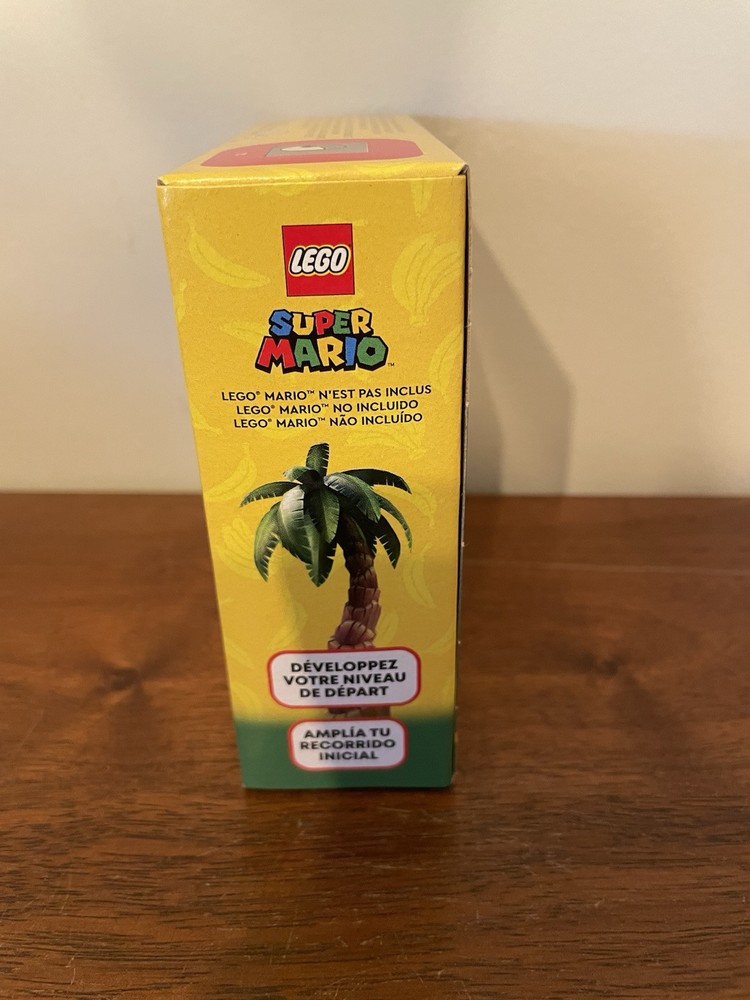 LEGO
SUPER
MARIO™
LEGO® MARIO™ N'EST PAS INCLUS
LEGO® MARIO™ NO INCLUIDO
LEGO® MARIO™ NÃO INCLUÍDO
DÉVELOPPEZ
VOTRE NIVEAU
DE DÉPART
AMPLÍA TU
RECORRIDO
INICIAL